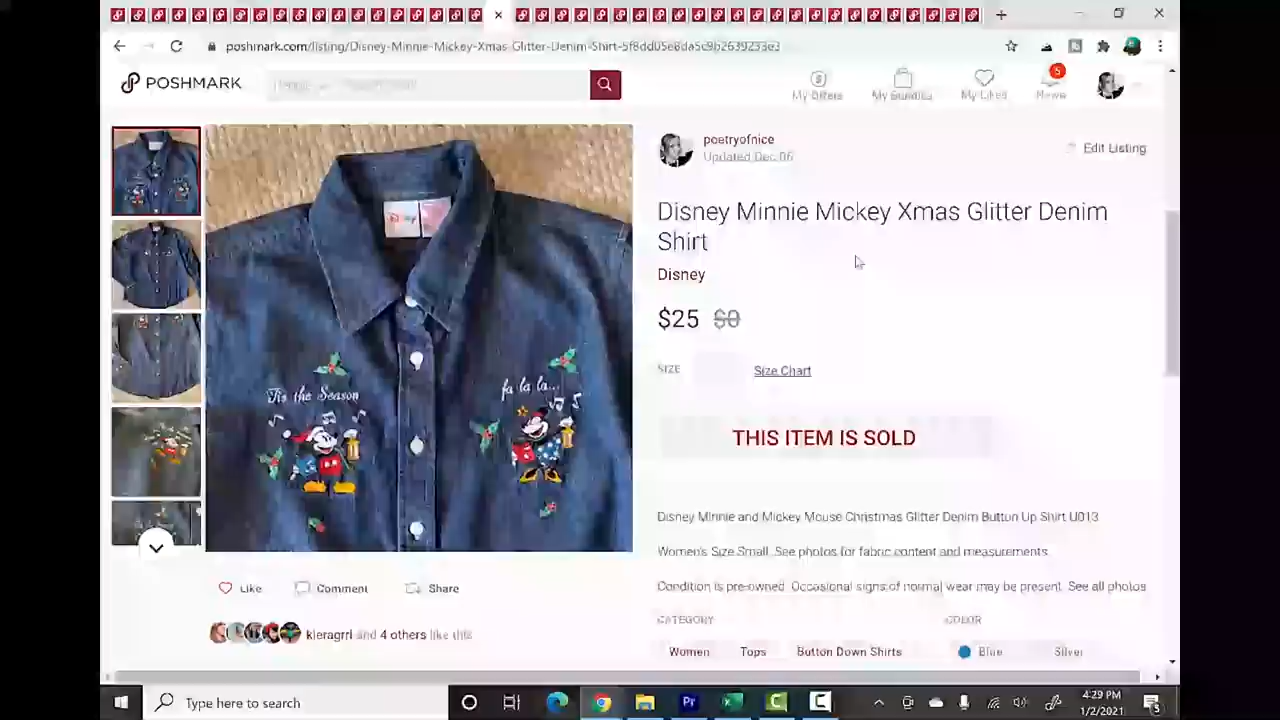 poshmark.com/listing/Disney-Minnie-Mickey-Xmas-Glitter-Denim-Shirt-5f8dd05e8da5c9b2639233e3
POSHMARK
My Offers
My Bundles
My Likes
5
News
poetryofnice
Updated Dec 06
Edit Listing
Disney Minnie Mickey Xmas Glitter Denim
Shirt
Disney
$25 $0
SIZE
Size Chart
THIS ITEM IS SOLD
'Tis the Season
fa la la...
Disney Minnie and Mickey Mouse Christmas Glitter Denim Button Up Shirt U013
Women's Size Small. See photos for fabric content and measurements.
Condition is pre-owned. Occasional signs of normal wear may be present. See all photos
Like
Comment
Share
kieragrrl and 4 others like this
CATEGORY
COLOR
Women
Tops
Button Down Shirts
Blue
Silver
Type here to search
4:29 PM
1/2/2021
5